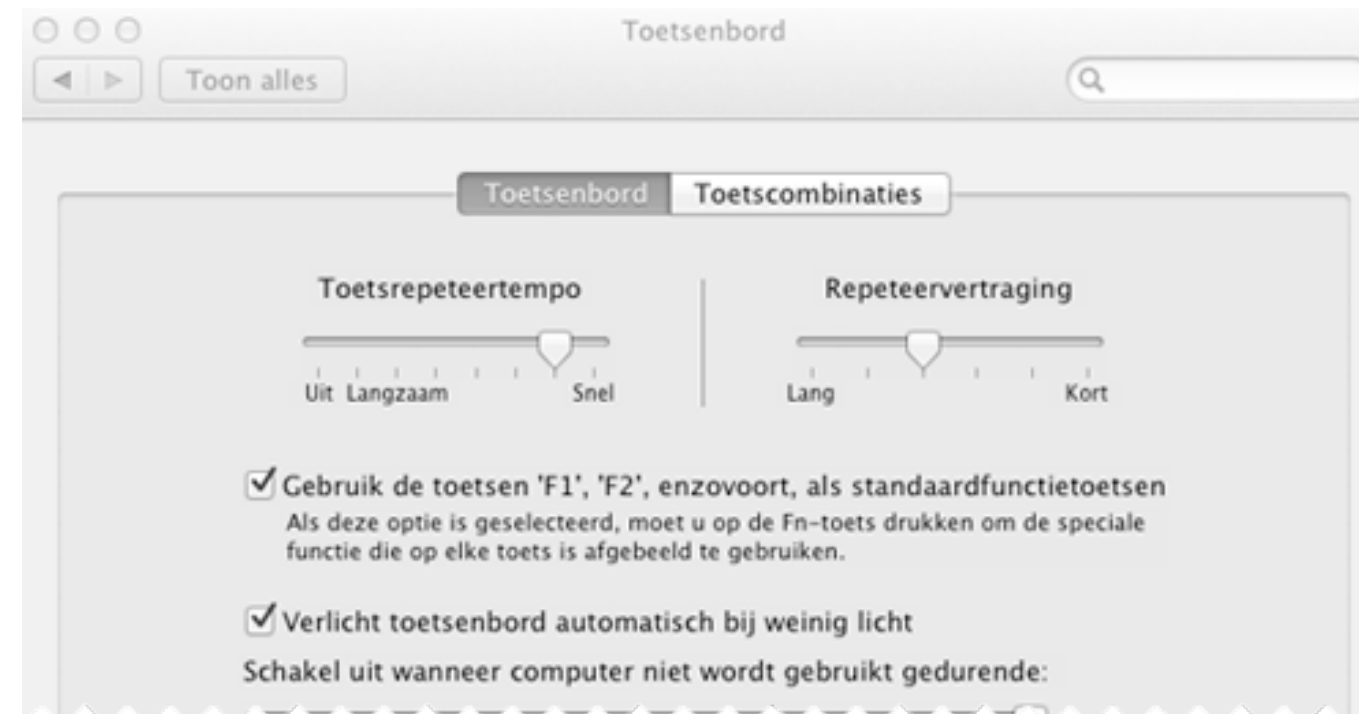 Toetsenbord
Toon alles
Toetsenbord Toetscombinaties
Toetsrepeteertempo Repeteervertraging
Uit Langzaam Snel Lang Kort
Gebruik de toetsen 'F1', 'F2', enzovoort, als standaardfunctietoetsen
Als deze optie is geselecteerd, moet u op de Fn-toets drukken om de speciale
functie die op elke toets is afgebeeld te gebruiken.
Verlicht toetsenbord automatisch bij weinig licht
Schakel uit wanneer computer niet wordt gebruikt gedurende: